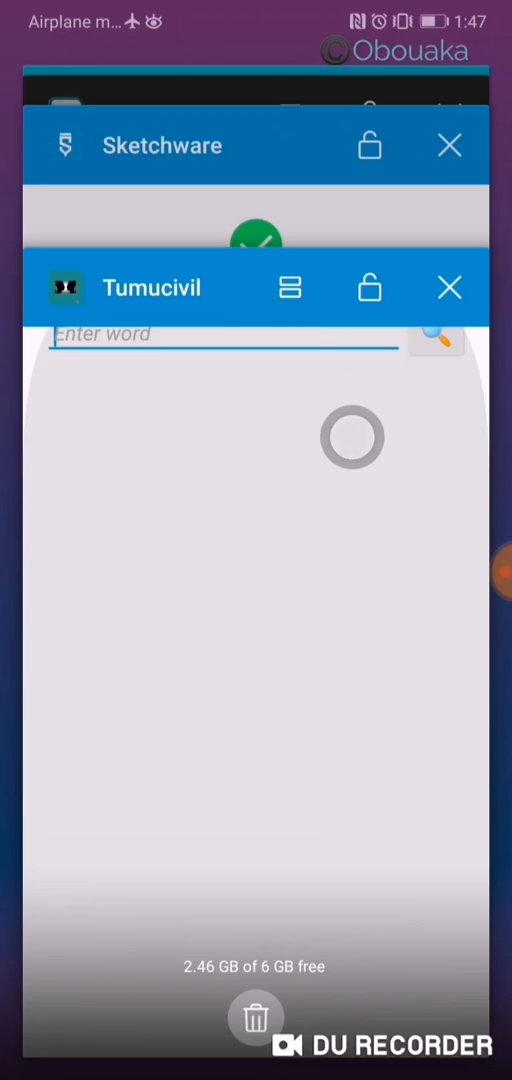 Airplane m... 1:47
© Obouaka
Sketchware
Tumucivil
Enter word
2.46 GB of 6 GB free
DU RECORDER